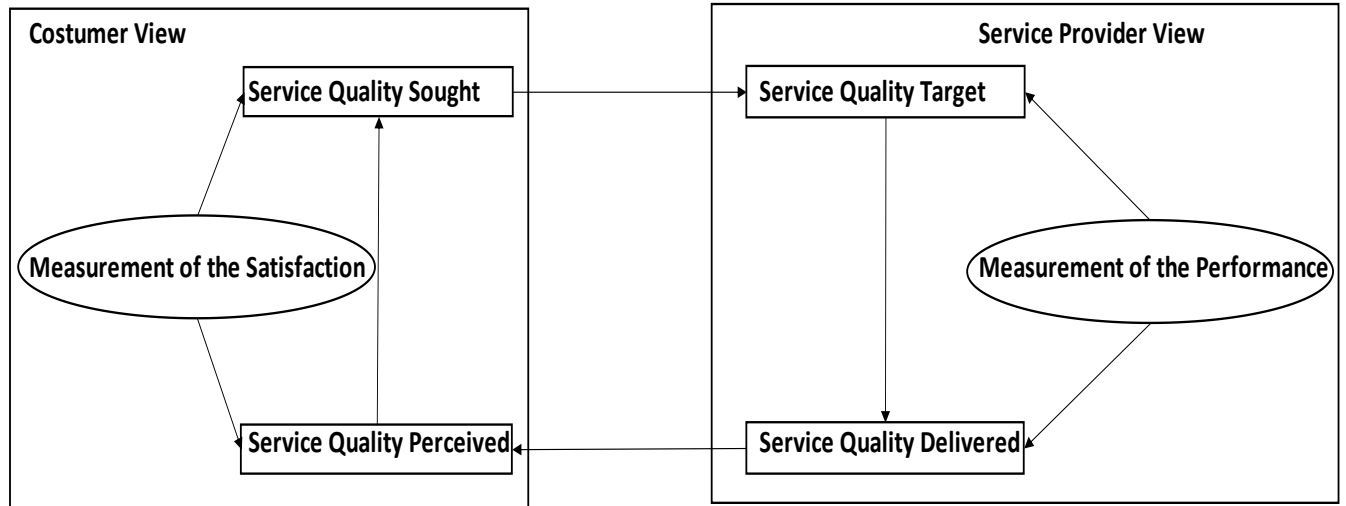 Costumer View
Service Provider View
Service Quality Sought
Service Quality Target
Measurement of the Satisfaction
Measurement of the Performance
Service Quality Perceived
Service Quality Delivered